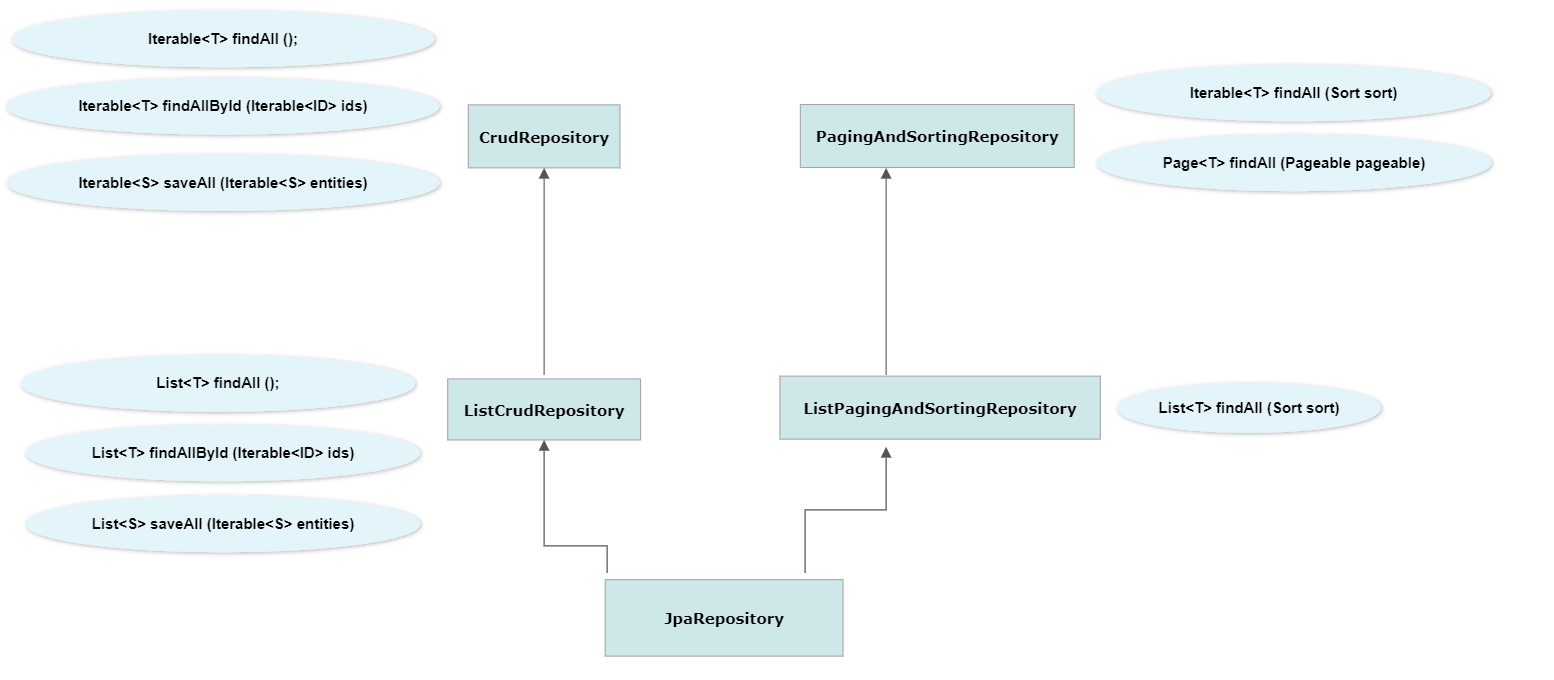 Iterable<T> findAll ();
Iterable<T> findAllById (Iterable<ID> ids)
Iterable<S> saveAll (Iterable<S> entities)
CrudRepository
PagingAndSortingRepository
Iterable<T> findAll (Sort sort)
Page<T> findAll (Pageable pageable)
List<T> findAll ();
List<T> findAllById (Iterable<ID> ids)
List<S> saveAll (Iterable<S> entities)
ListCrudRepository
ListPagingAndSortingRepository
List<T> findAll (Sort sort)
JpaRepository